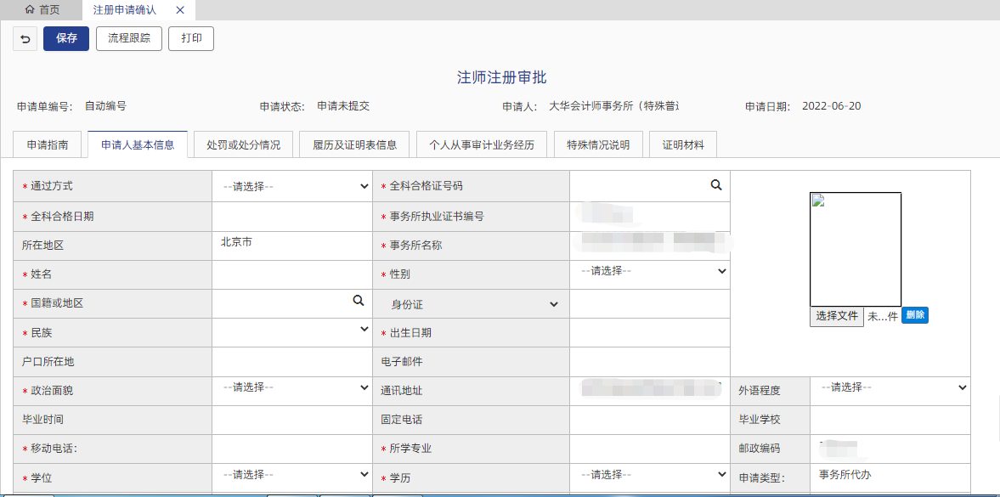 首页 注册申请确认 ×
保存 流程跟踪 打印
注师注册审批
申请单编号: 自动编号 申请状态: 申请未提交 申请人: 大华会计师事务所（特殊普 申请日期: 2022-06-20
申请指南 申请人基本信息 处罚或处分情况 履历及证明表信息 个人从事审计业务经历 特殊情况说明 证明材料
* 通过方式 --请选择-- * 全科合格证号码
* 全科合格日期 * 事务所执业证书编号
所在地区 北京市 * 事务所名称
* 姓名 * 性别 --请选择--
* 国籍或地区 身份证
选择文件 未...件 删除
* 民族 * 出生日期
户口所在地 电子邮件
* 政治面貌 --请选择-- 通讯地址 外语程度 --请选择--
毕业时间 固定电话 毕业学校
* 移动电话: * 所学专业 邮政编码
* 学位 --请选择-- * 学历 --请选择-- 申请类型: 事务所代办